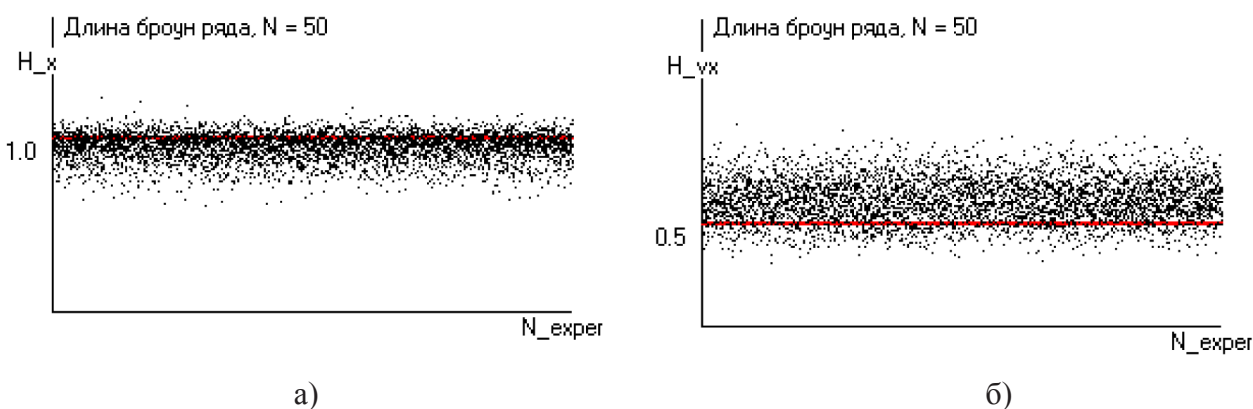 Длина броун ряда, N = 50
H_x
1.0
N_exper
а)
Длина броун ряда, N = 50
H_vx
0.5
N_exper
б)